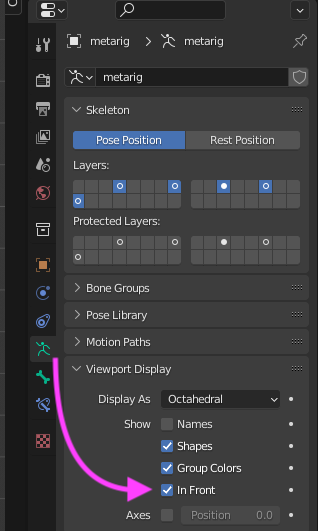 metarig > metarig
metarig
Skeleton
Pose Position Rest Position
Layers:
Protected Layers:
Bone Groups
Pose Library
Motion Paths
Viewport Display
Display As Octahedral
Show Names
Shapes
Group Colors
In Front
Axes Position 0.0